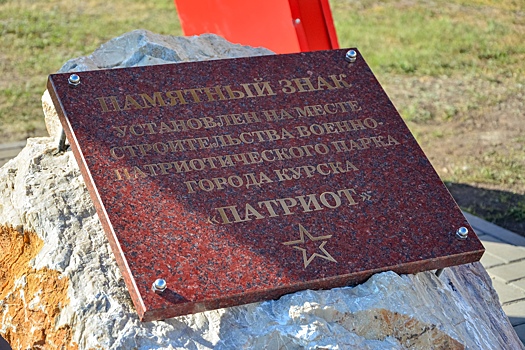 ПАМЯТНЫЙ ЗНАК
УСТАНОВЛЕН НА МЕСТЕ
СТРОИТЕЛЬСТВА ВОЕННО-
ПАТРИОТИЧЕСКОГО ПАРКА
ГОРОДА КУРСКА
«ПАТРИОТ»